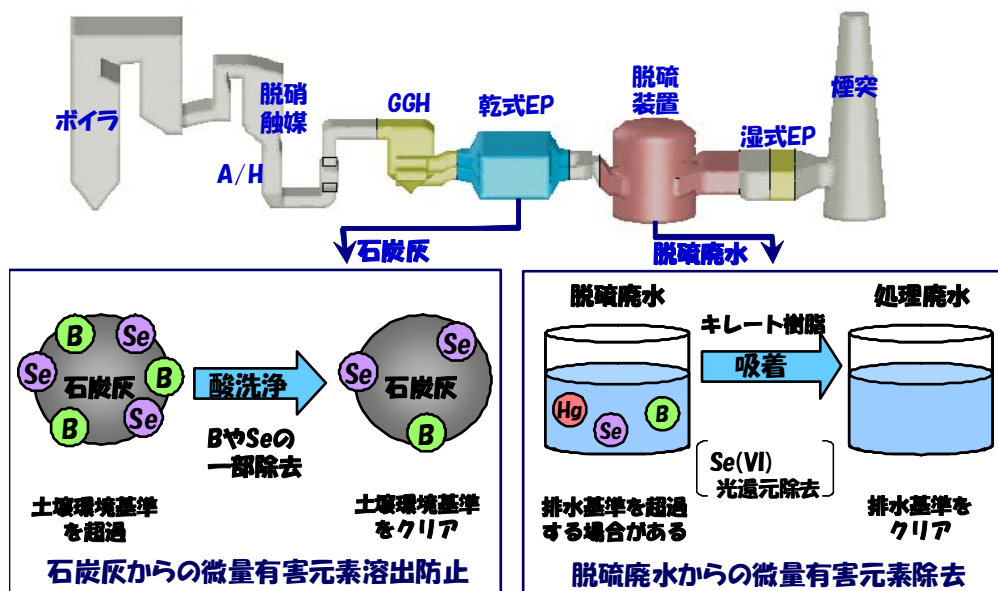 ボイラ
脱硝
触媒
A/H
GGH
乾式EP
脱硫
装置
湿式EP
煙突
石炭灰
脱硫廃水
B
Se
Se
石炭灰
B
B
Se
土壌環境基準
を超過
酸洗浄
BやSeの
一部除去
Se
Se
石炭灰
B
土壌環境基準
をクリア
石炭灰からの微量有害元素溶出防止
脱硫廃水
Hg
Se
B
排水基準を超過
する場合がある
キレート樹脂
吸着
Se(VI)
光還元除去
処理廃水
排水基準を
クリア
脱硫廃水からの微量有害元素除去